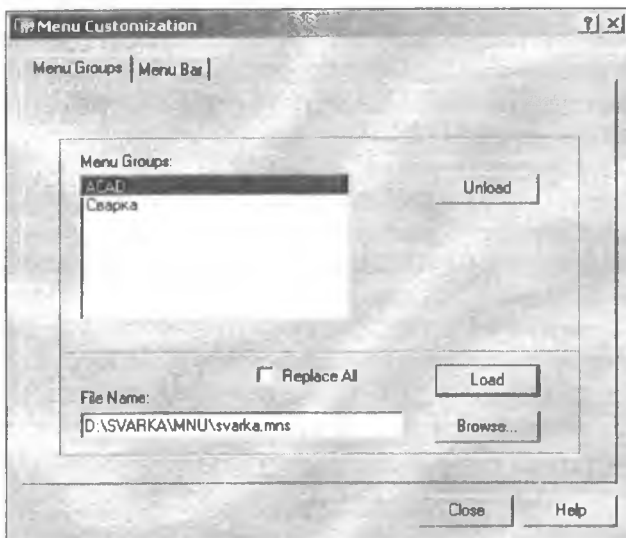 Menu Customization
Menu Groups Menu Bar
Menu Groups:
ACAD
Сварка
Unload
Replace All
Load
File Name:
D:\SVARKA\MNU\svarka.mns
Browse...
Close Help